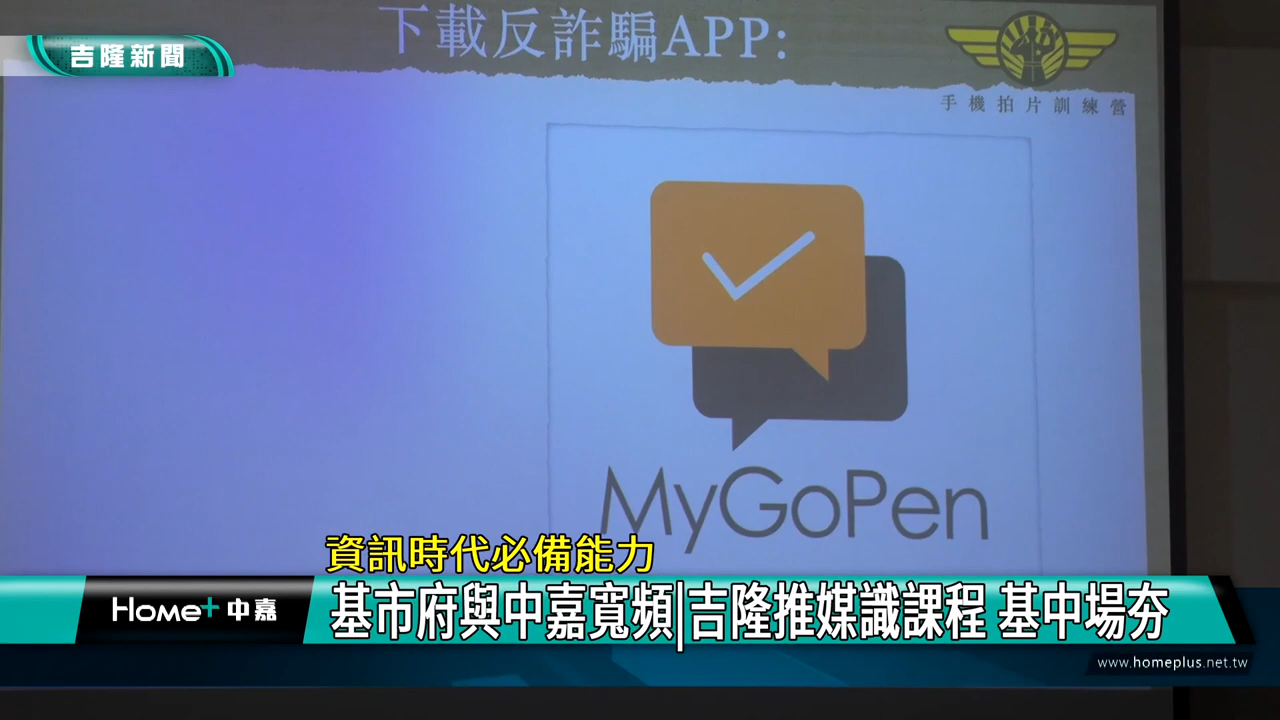 吉隆新聞
下載反詐騙APP:
手機拍片訓練營
MyGoPen
資訊時代必備能力
Home+中嘉
基市府與中嘉寬頻|吉隆推媒識課程 基中場夯
www.homeplus.net.tw